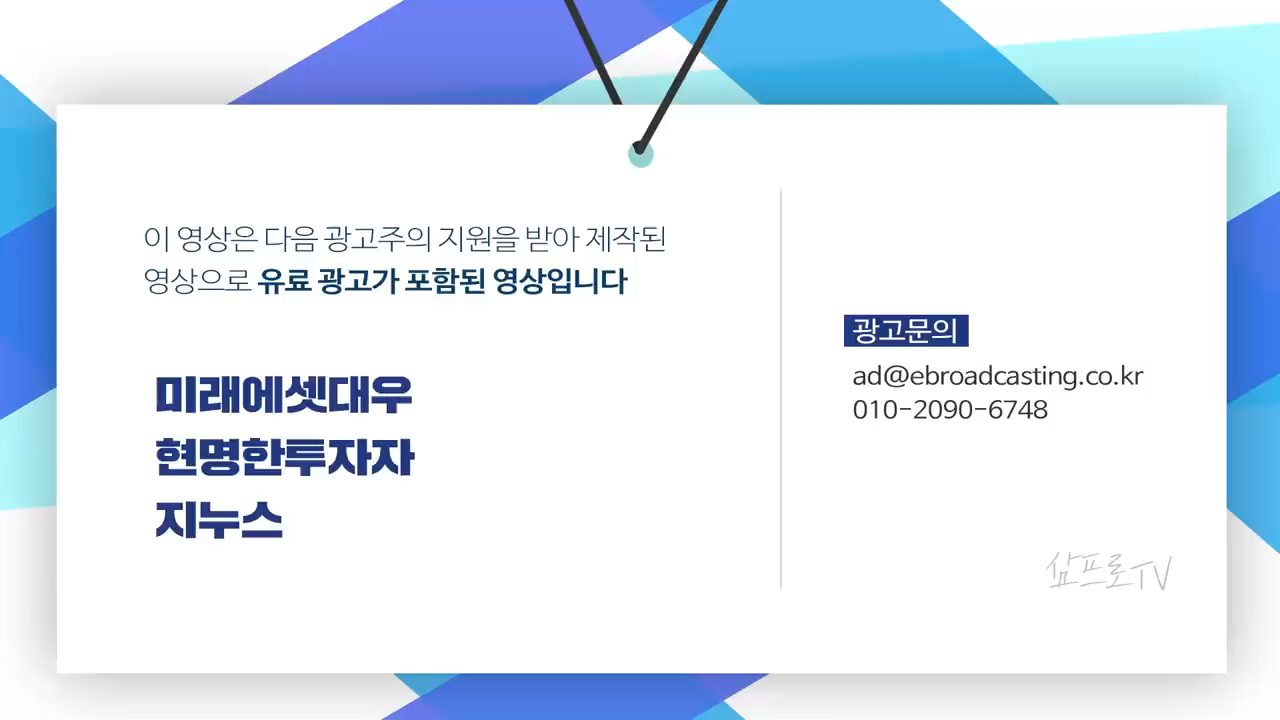 이 영상은 다음 광고주의 지원을 받아 제작된
영상으로 유료 광고가 포함된 영상입니다
미래에셋대우
현명한투자자
지누스
광고문의
ad@ebroadcasting.co.kr
010-2090-6748
삼프로TV